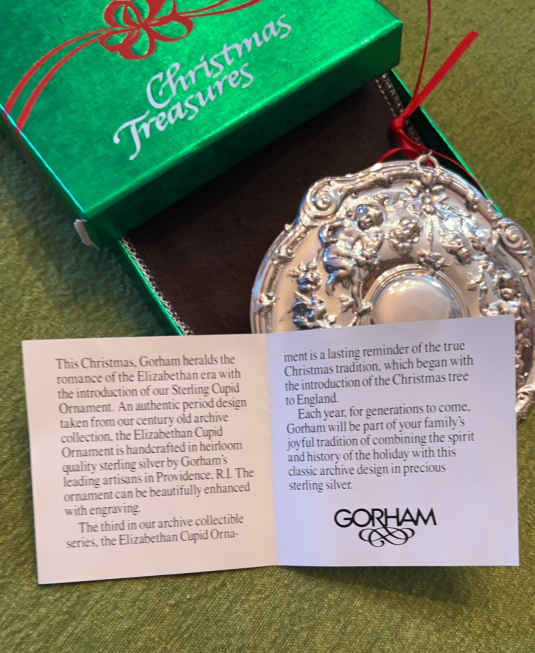 Christmas
Treasures
This Christmas, Gorham heralds the
romance of the Elizabethan era with
the introduction of our Sterling Cupid
Ornament. An authentic period design
taken from our century old archive
collection, the Elizabethan Cupid
Ornament is handcrafted in heirloom
quality sterling silver by Gorham's
leading artisans in Providence, R.I. The
ornament can be beautifully enhanced
with engraving.
The third in our archive collectible
series, the Elizabethan Cupid Orna-
ment is a lasting reminder of the true
Christmas tradition, which began with
the introduction of the Christmas tree
to England.
Each year, for generations to come,
Gorham will be part of your family's
joyful tradition of combining the spirit
and history of the holiday with this
classic archive design in precious
sterling silver.
GORHAM